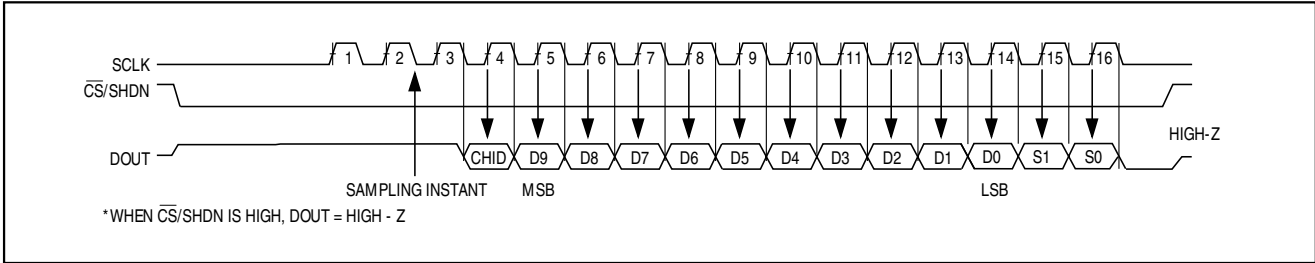 SCLK 1 2 3 4 5 6 7 8 9 10 11 12 13 14 15 16
CS/SHDN
HIGH-Z
DOUT CHID D9 D8 D7 D6 D5 D4 D3 D2 D1 D0 S1 S0
SAMPLING INSTANT MSB LSB
*WHEN CS/SHDN IS HIGH, DOUT = HIGH - Z